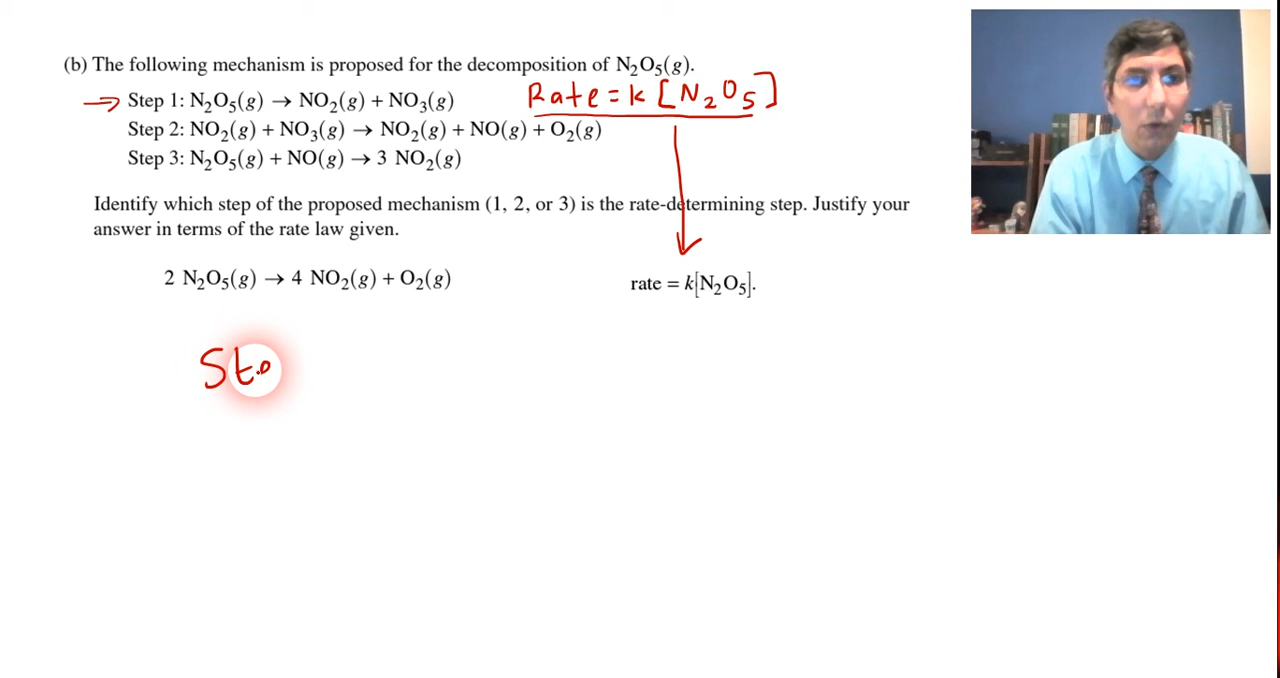 (b) The following mechanism is proposed for the decomposition of N₂O₅(g).
Step 1: N₂O₅(g) → NO₂(g) + NO₃(g)
Rate = k [N₂O₅]
Step 2: NO₂(g) + NO₃(g) → NO₂(g) + NO(g) + O₂(g)
Step 3: N₂O₅(g) + NO(g) → 3 NO₂(g)
Identify which step of the proposed mechanism (1, 2, or 3) is the rate-determining step. Justify your
answer in terms of the rate law given.
2 N₂O₅(g) → 4 NO₂(g) + O₂(g)
rate = k[N₂O₅].
Ste